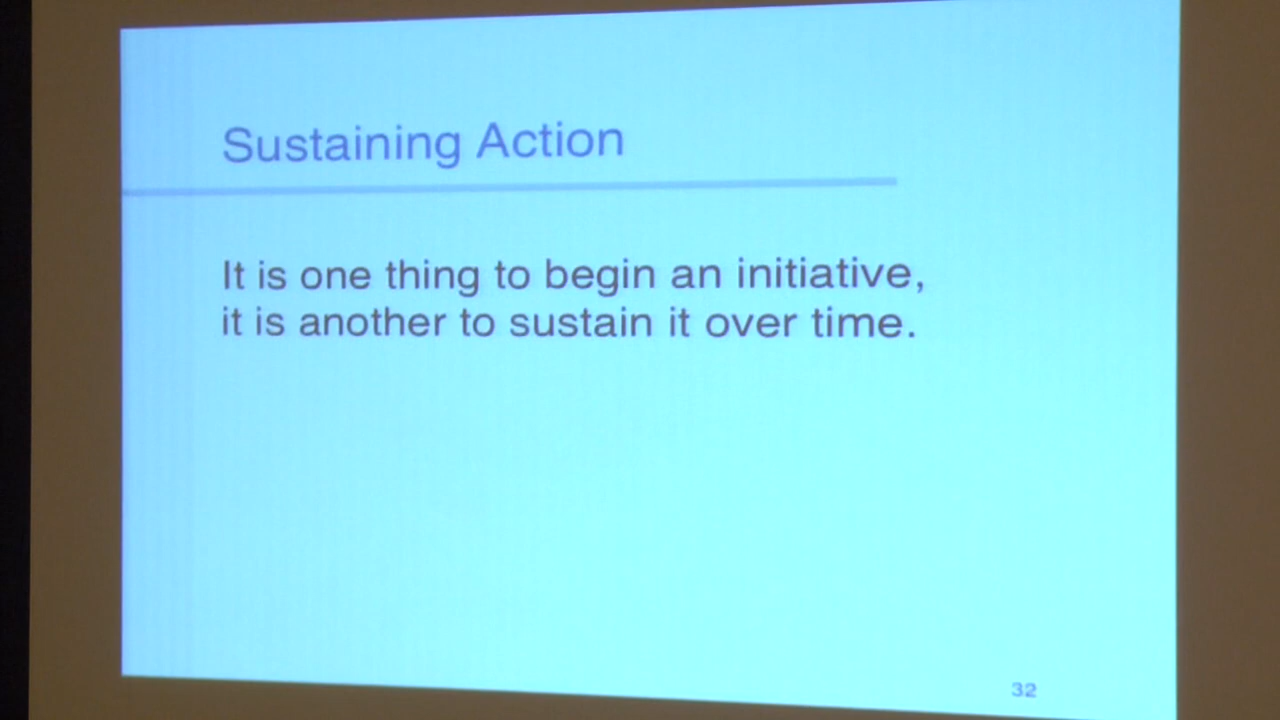 Sustaining Action
It is one thing to begin an initiative,
it is another to sustain it over time.
32